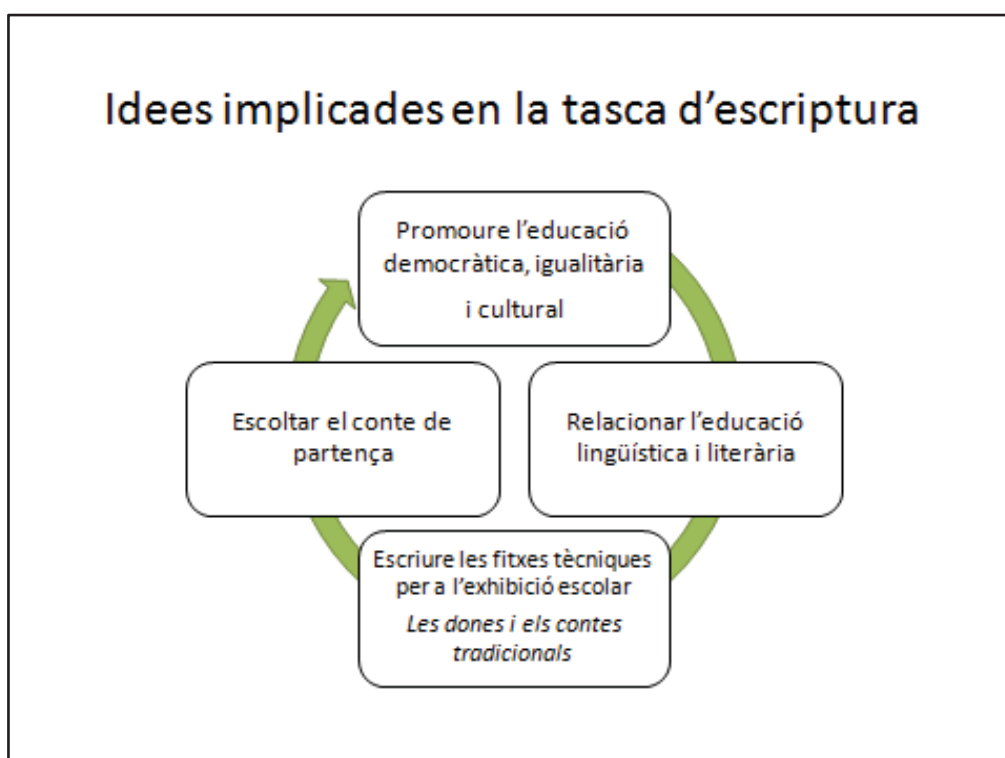 Idees implicades en la tasca d’escriptura
Promoure l’educació
democràtica, igualitària
i cultural
Escoltar el conte de
partença
Relacionar l’educació
lingüística i literària
Escriure les fitxes tècniques
per a l’exhibició escolar
Les dones i els contes
tradicionals